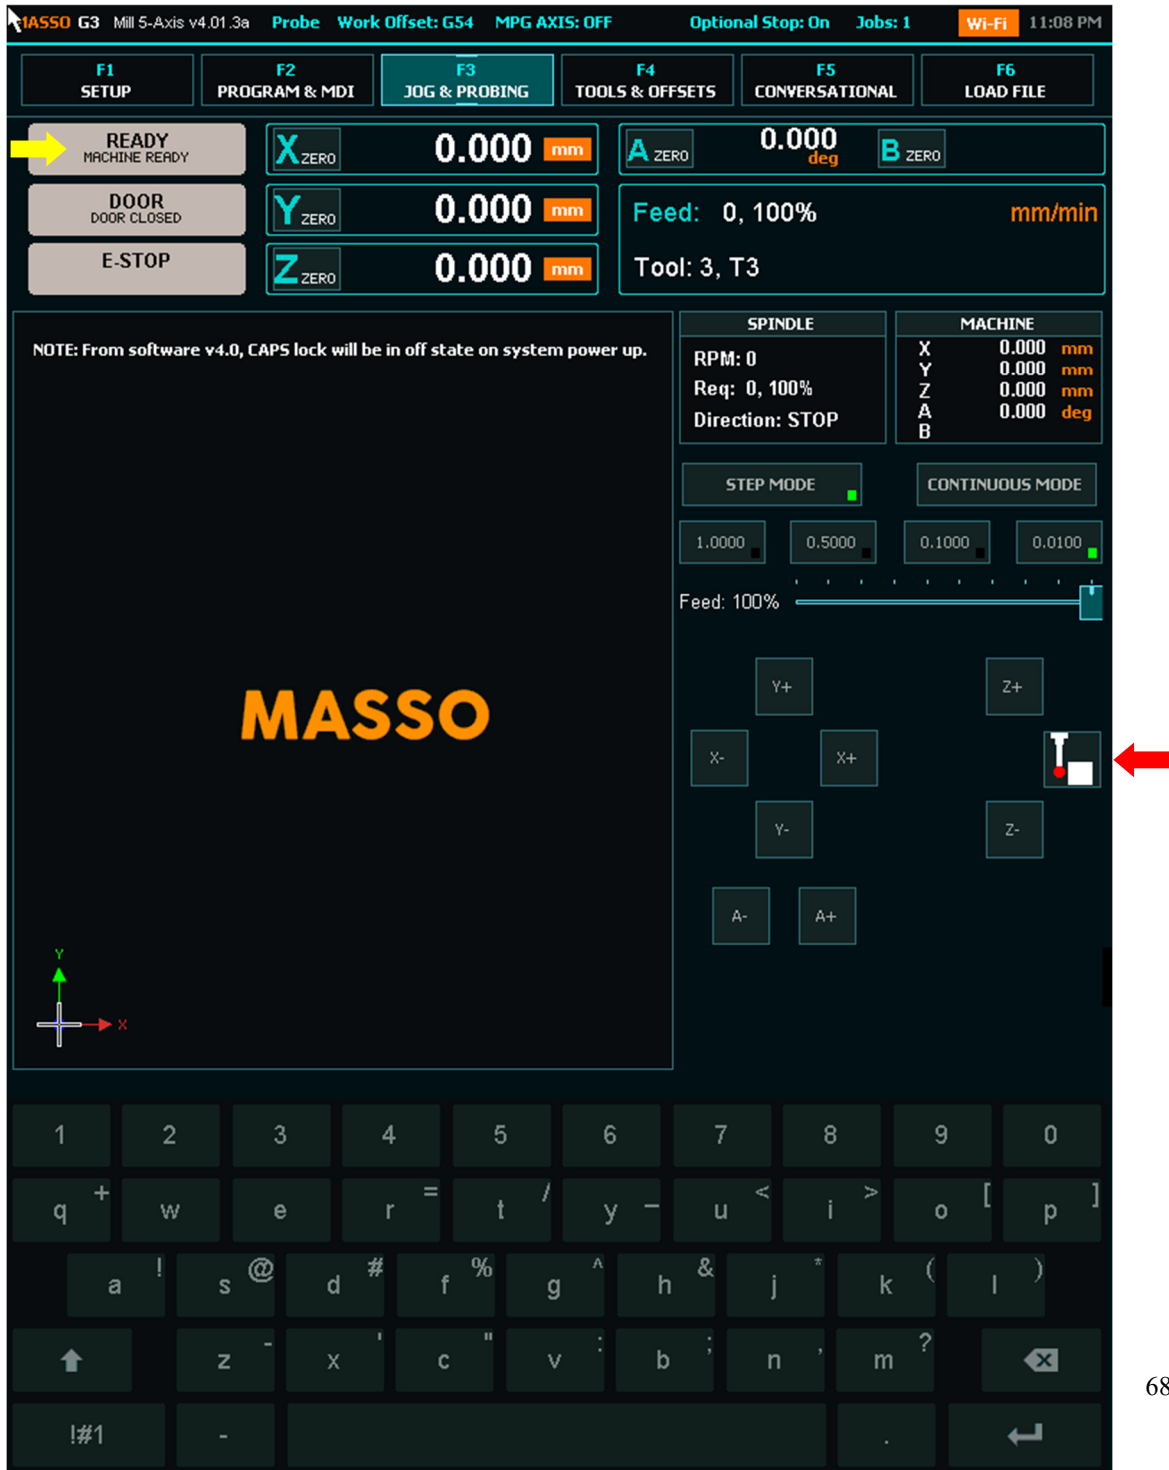 MASSO G3 Mill 5-Axis v4.01.3a Probe Work Offset: G54 MPG AXIS: OFF Optional Stop: On Jobs: 1 Wi-Fi 11:08 PM
F1 F2 F3 F4 F5 F6
SETUP PROGRAM & MDI JOG & PROBING TOOLS & OFFSETS CONVERSATIONAL LOAD FILE
READY
MACHINE READY
X ZERO 0.000 mm
A ZERO 0.000 deg B ZERO
DOOR
DOOR CLOSED
Y ZERO 0.000 mm
Feed: 0, 100% mm/min
E-STOP
Z ZERO 0.000 mm
Tool: 3, T3
NOTE: From software v4.0, CAPS lock will be in off state on system power up.
SPINDLE
RPM: 0
Req: 0, 100%
Direction: STOP
MACHINE
X 0.000 mm
Y 0.000 mm
Z 0.000 mm
A 0.000 deg
B
STEP MODE CONTINUOUS MODE
1.0000 0.5000 0.1000 0.0100
Feed: 100%
Y+ Z+
MASSO
X- X+
Y- Z-
A- A+
Y
X
1 2 3 4 5 6 7 8 9 0
q + w e r = t / y – u < i > o [ p ]
a ! s @ d # f % g ^ h & j * k ( l )
z - x ' c " v : b ; n , m ?
!#1 - .
68